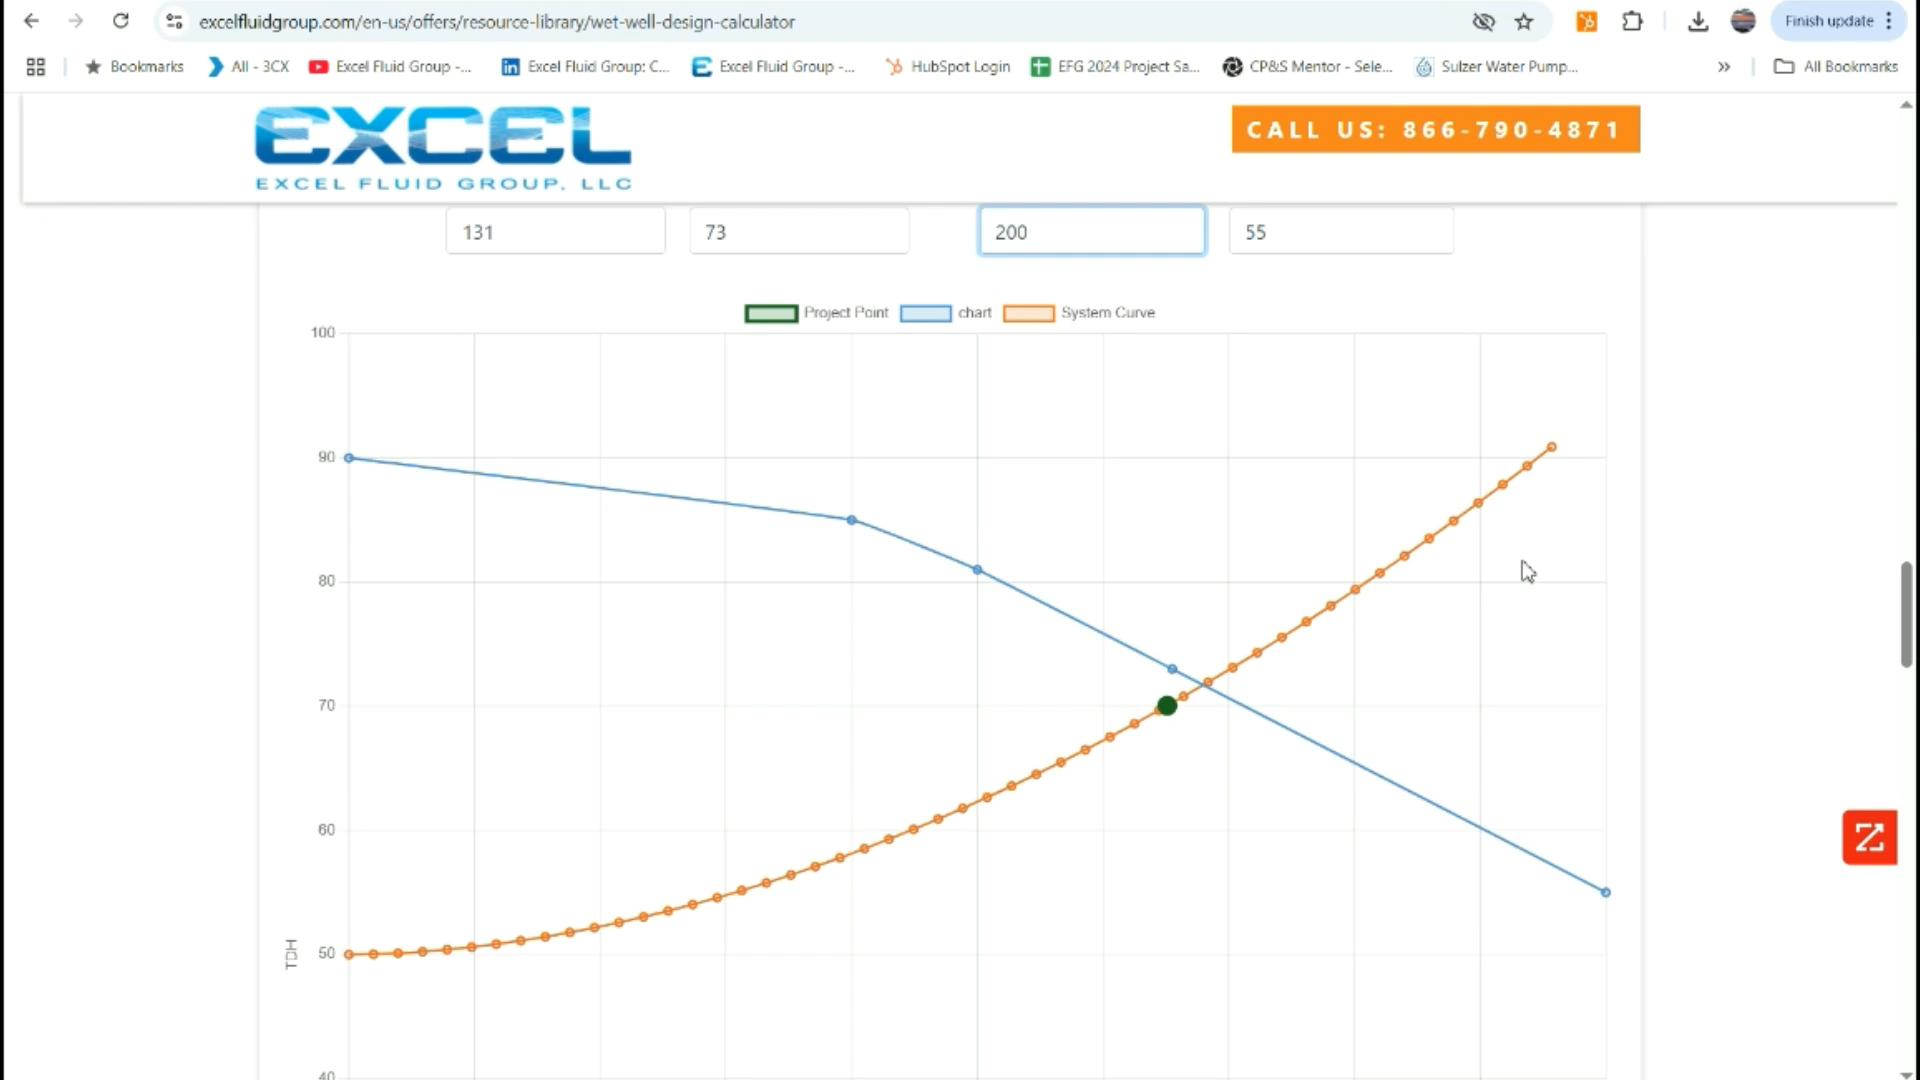 excelfluidgroup.com/en-us/offers/resource-library/wet-well-design-calculator
Finish update
Bookmarks
All - 3CX
Excel Fluid Group -...
Excel Fluid Group: C...
Excel Fluid Group -...
HubSpot Login
EFG 2024 Project Sa...
CP&S Mentor - Sele...
Sulzer Water Pump...
»
All Bookmarks
EXCEL
EXCEL FLUID GROUP, LLC
CALL US: 866-790-4871
131 73 200 55
Project Point chart System Curve
100
90
80
70
60
TDH
50
40